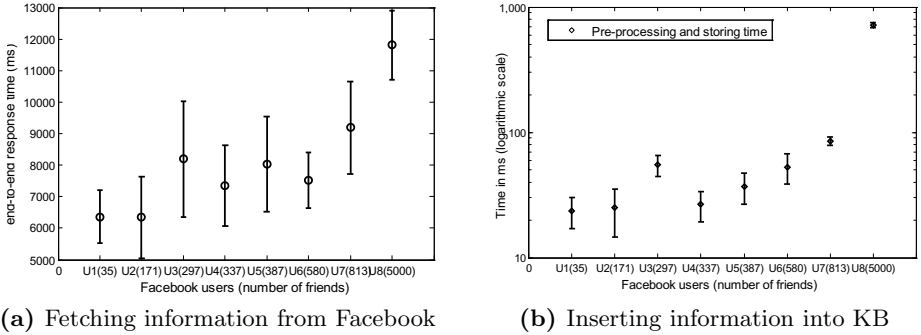 13000
12000
11000
10000
9000
8000
7000
6000
5000
end-to-end response time (ms)
0 U1(35) U2(171) U3(297) U4(337) U5(387) U6(580) U7(813) U8(5000)
Facebook users (number of friends)
(a) Fetching information from Facebook
1,000
100
10
Time in ms (logarithmic scale)
Pre-processing and storing time
0 U1(35) U2(171) U3(297) U4(337) U5(387) U6(580) U7(813) U8(5000)
Facebook users (number of friends)
(b) Inserting information into KB